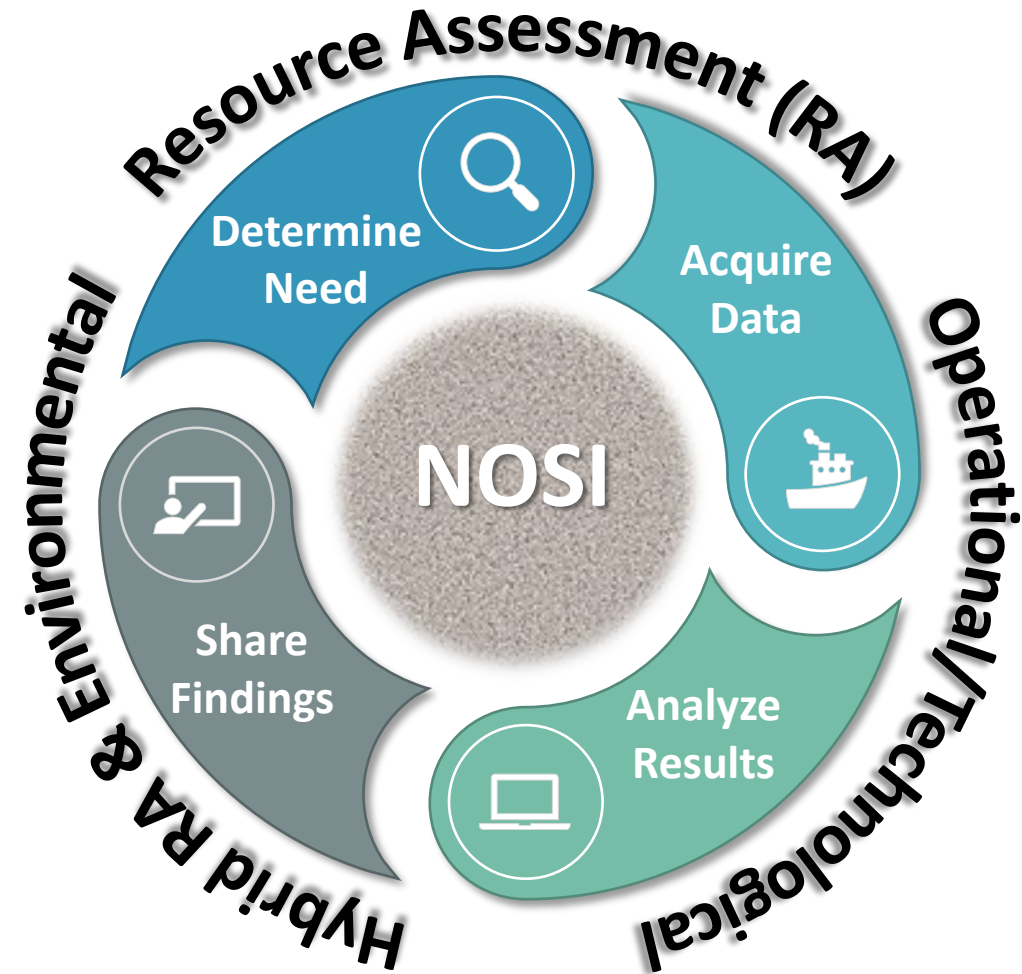 Resource Assessment (RA)
Determine
Need
Acquire
Data
Operational/Technological
Hybrid RA & Environmental
NOSI
Share
Findings
Analyze
Results